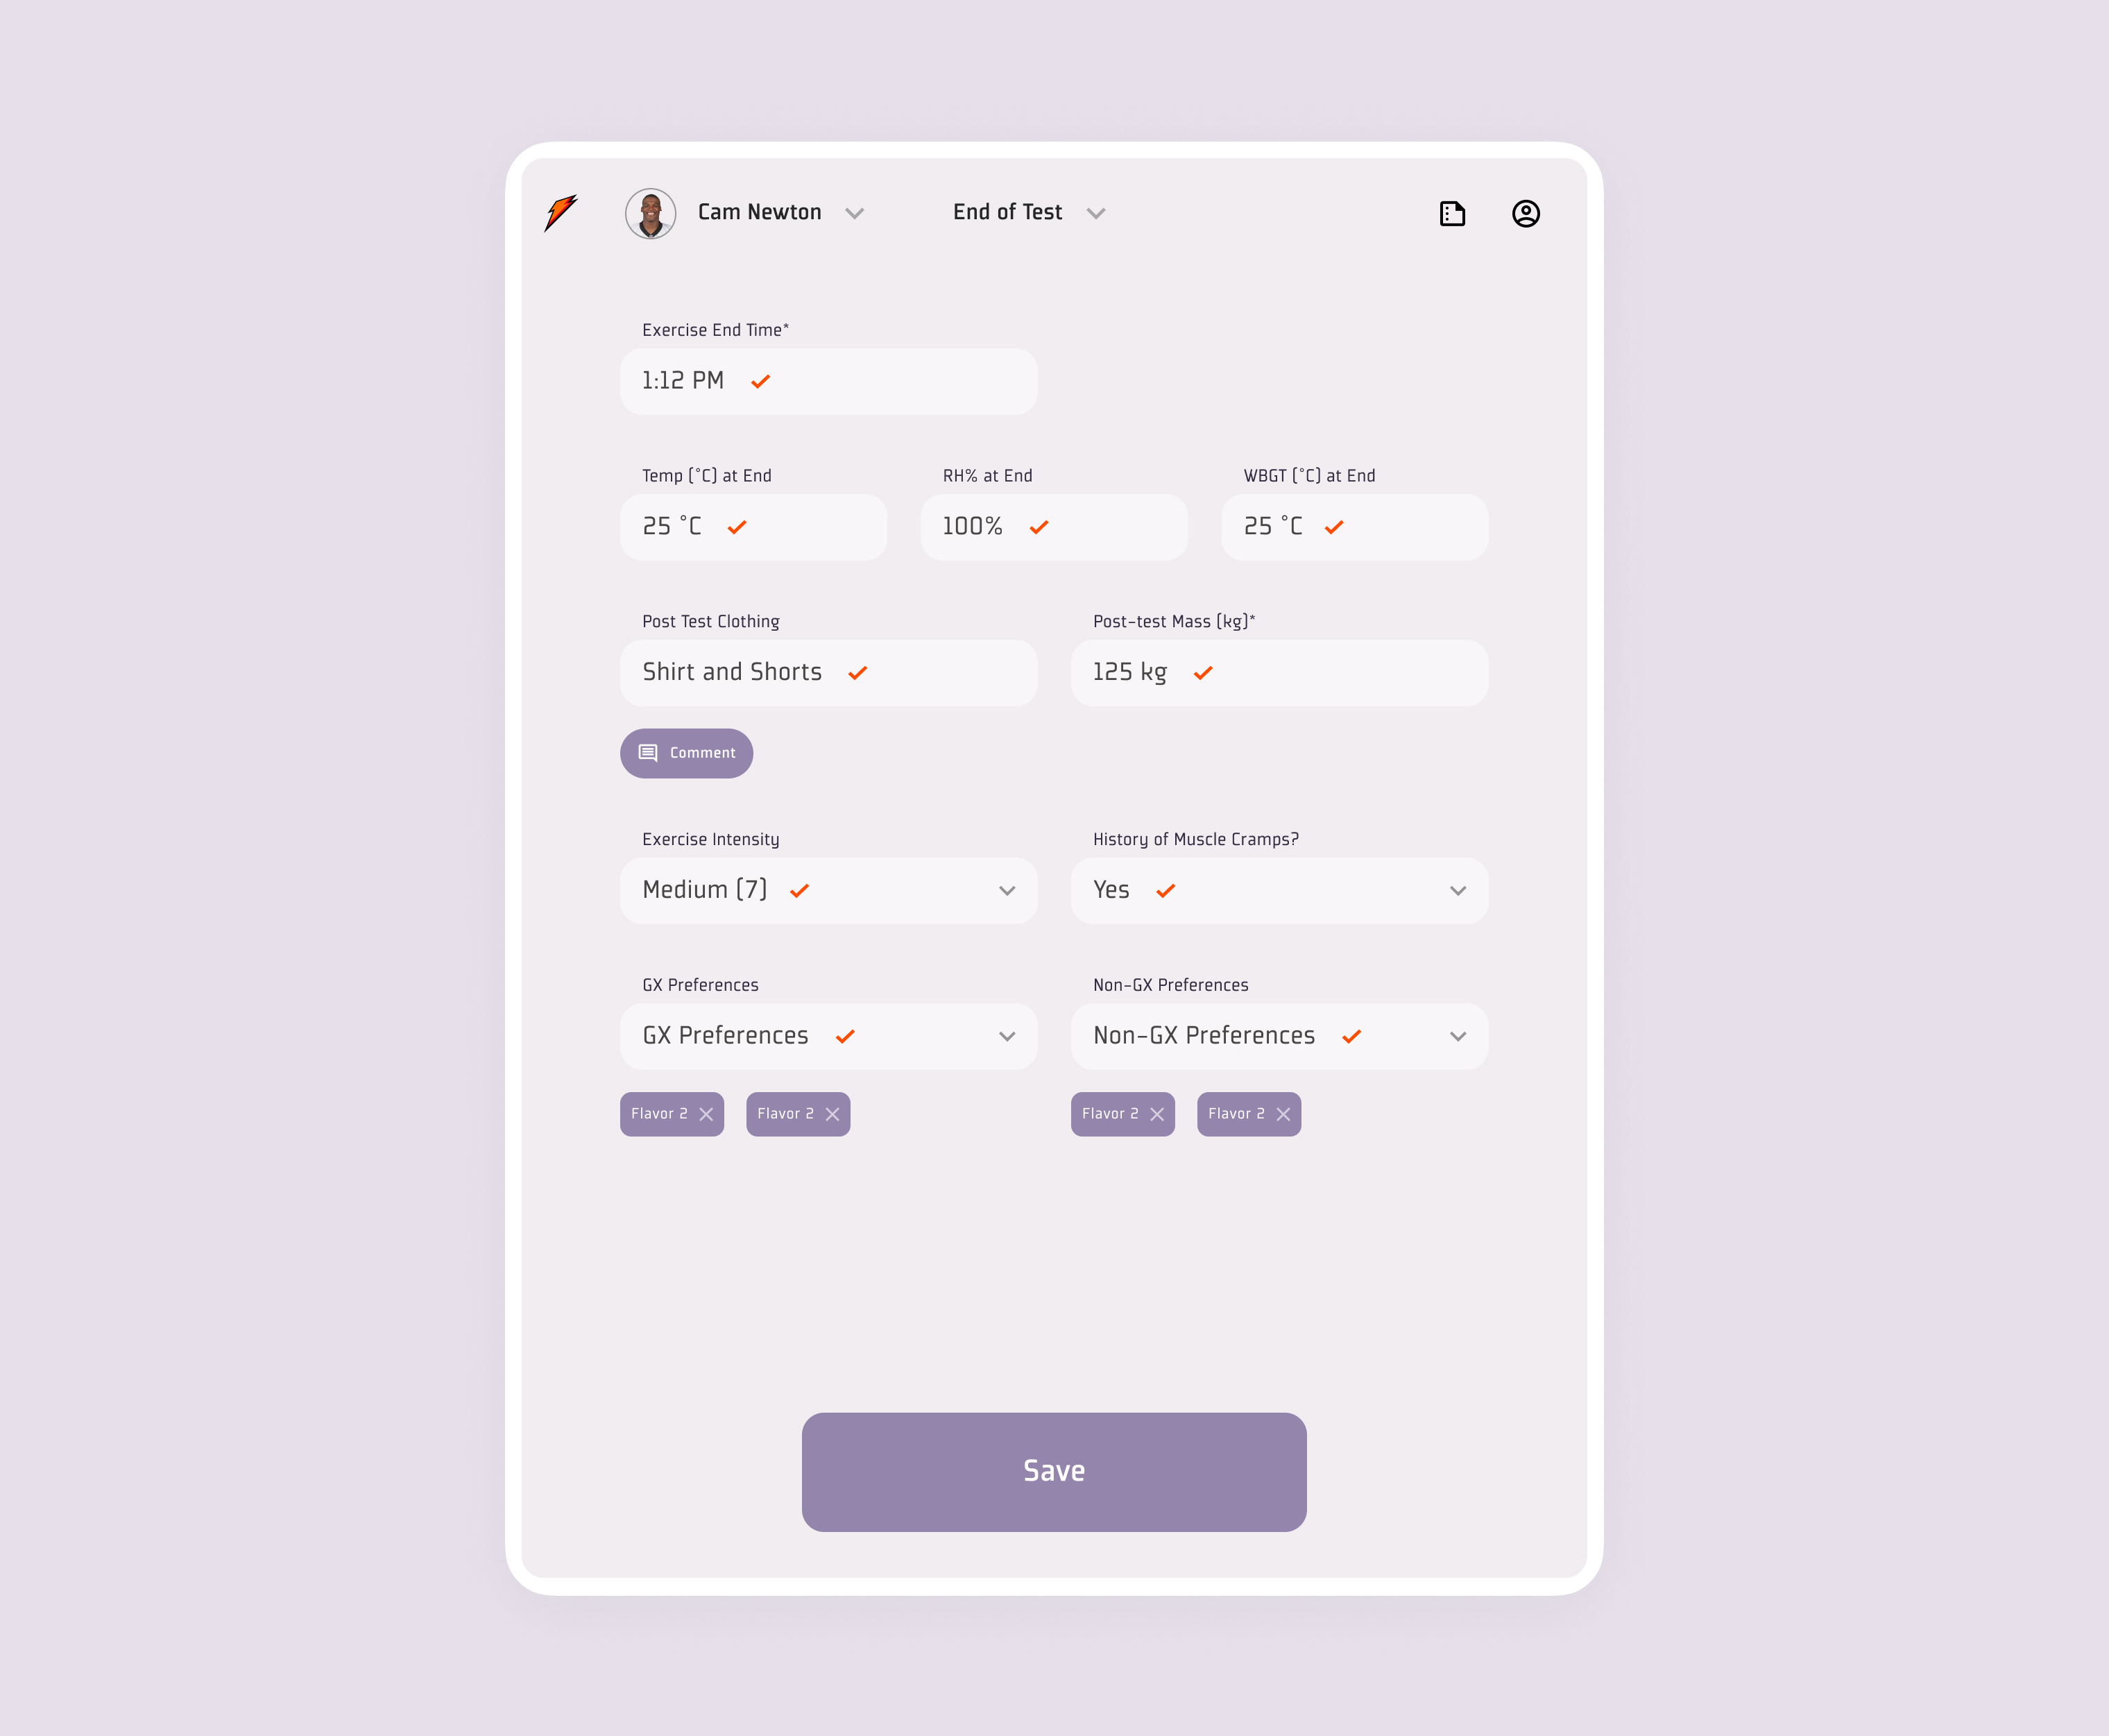 Cam Newton
End of Test
Exercise End Time*
1:12 PM
Temp (°C) at End
RH% at End
WBGT (°C) at End
25 °C
100%
25 °C
Post Test Clothing
Post-test Mass (kg)*
Shirt and Shorts
125 kg
Comment
Exercise Intensity
History of Muscle Cramps?
Medium (7)
Yes
GX Preferences
Non-GX Preferences
GX Preferences
Non-GX Preferences
Flavor 2
Flavor 2
Flavor 2
Flavor 2
Save